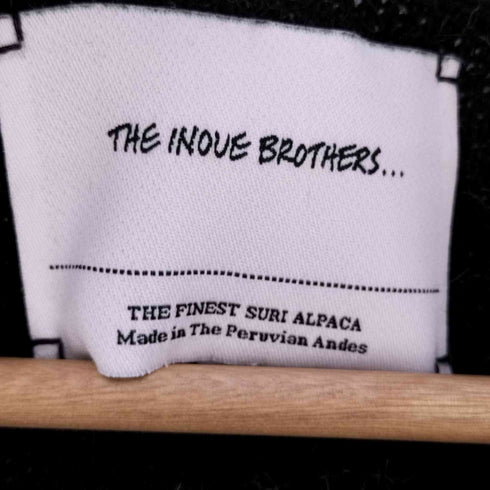 THE INOUE BROTHERS...
THE FINEST SURI ALPACA
Made in The Peruvian Andes